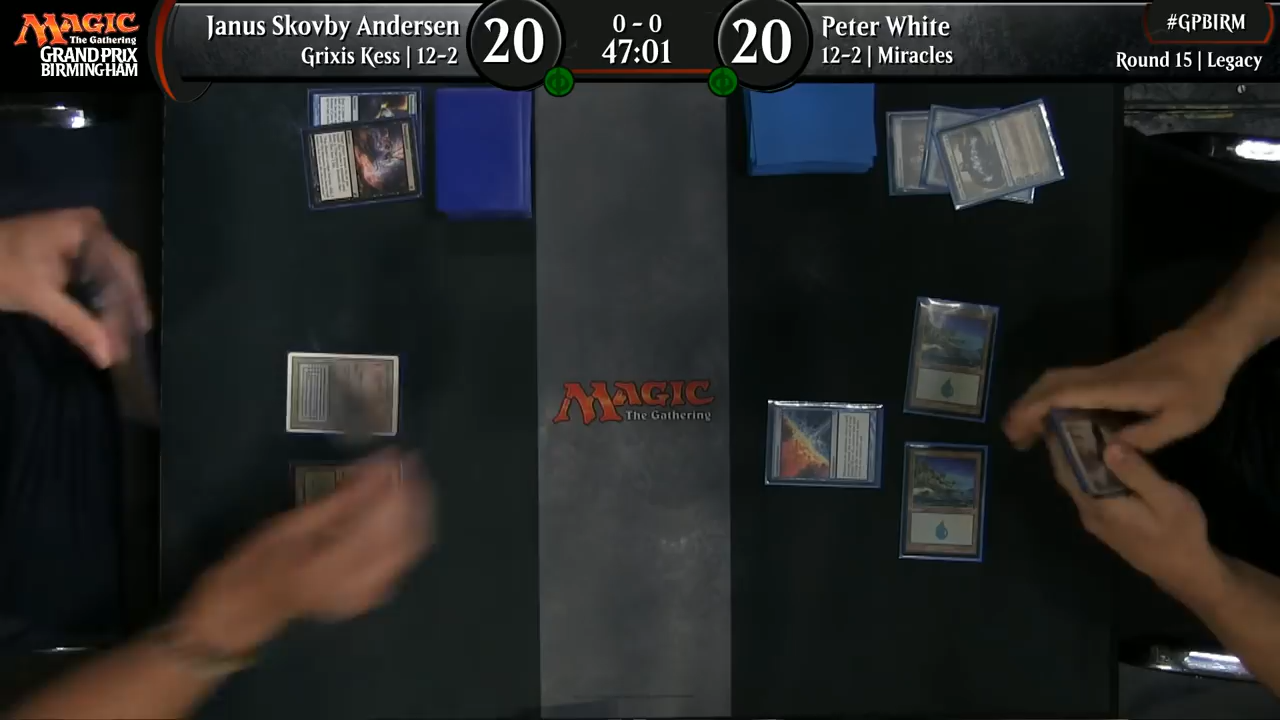 MAGIC
The Gathering
GRAND PRIX
BIRMINGHAM
Janus Skovby Andersen
Grixis Kess | 12-2
20
0 - 0
47:01
20
Peter White
12-2 | Miracles
#GPBIRM
Round 15 | Legacy
MAGIC
The Gathering